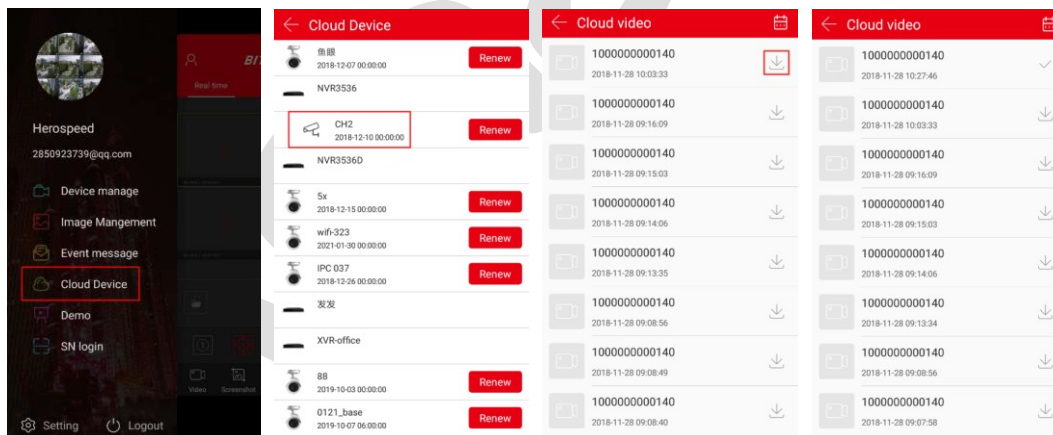 Herospeed
2850923739@qq.com
Device manage
Image Mangement
Event message
Cloud Device
Demo
SN login
Setting
Logout
BI
Real time
Video
Screenshot
Cloud Device
鱼眼
2018-12-07 00:00:00
Renew
NVR3536
CH2
2018-12-10 00:00:00
Renew
NVR3536D
5x
2018-12-15 00:00:00
Renew
wifi-323
2021-01-30 00:00:00
Renew
IPC 037
2018-12-26 00:00:00
Renew
发发
XVR-office
88
2019-10-03 00:00:00
Renew
0121_base
2019-10-07 06:00:00
Renew
Cloud video
1000000000140
2018-11-28 10:03:33
1000000000140
2018-11-28 09:16:09
1000000000140
2018-11-28 09:15:03
1000000000140
2018-11-28 09:14:06
1000000000140
2018-11-28 09:13:35
1000000000140
2018-11-28 09:08:56
1000000000140
2018-11-28 09:08:49
1000000000140
2018-11-28 09:08:40
Cloud video
1000000000140
2018-11-28 10:27:46
1000000000140
2018-11-28 10:03:33
1000000000140
2018-11-28 09:16:09
1000000000140
2018-11-28 09:15:03
1000000000140
2018-11-28 09:14:06
1000000000140
2018-11-28 09:13:34
1000000000140
2018-11-28 09:08:56
1000000000140
2018-11-28 09:07:58